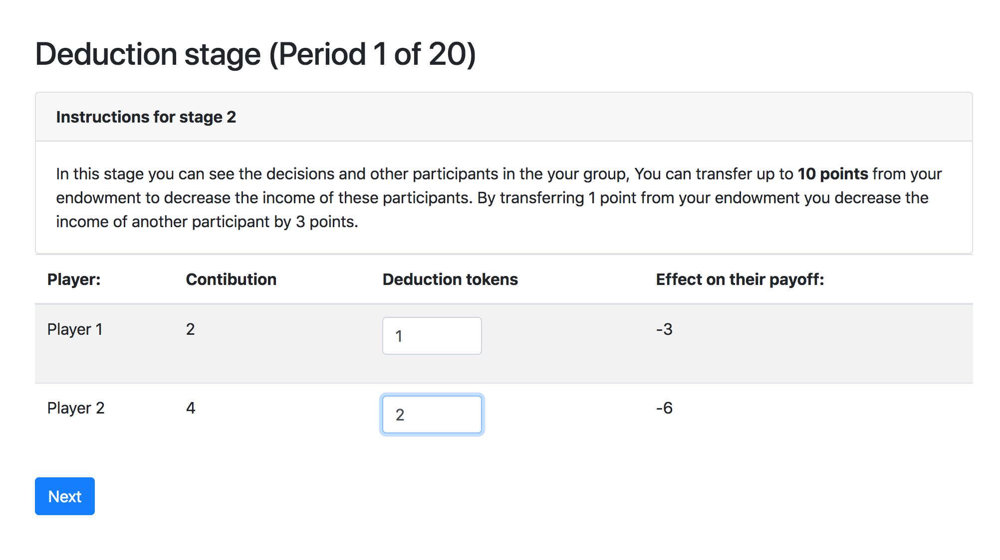 Deduction stage (Period 1 of 20)
Instructions for stage 2
In this stage you can see the decisions and other participants in the your group, You can transfer up to 10 points from your
endowment to decrease the income of these participants. By transferring 1 point from your endowment you decrease the
income of another participant by 3 points.
Player: Contibution Deduction tokens Effect on their payoff:
Player 1 2 1 -3
Player 2 4 2 -6
Next